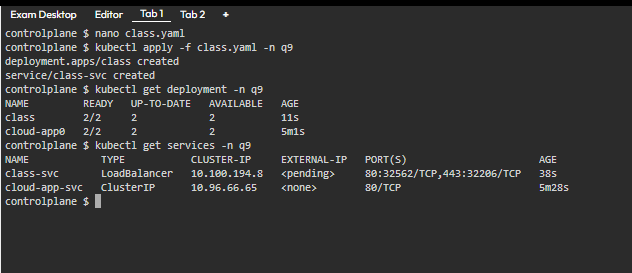 Exam Desktop Editor Tab 1 Tab 2 +
controlplane $ nano class.yaml
controlplane $ kubectl apply -f class.yaml -n q9
deployment.apps/class created
service/class-svc created
controlplane $ kubectl get deployment -n q9
NAME READY UP-TO-DATE AVAILABLE AGE
class 2/2 2 2 11s
cloud-app0 2/2 2 2 5m1s
controlplane $ kubectl get services -n q9
NAME TYPE CLUSTER-IP EXTERNAL-IP PORT(S) AGE
class-svc LoadBalancer 10.100.194.8 <pending> 80:32562/TCP,443:32206/TCP 38s
cloud-app-svc ClusterIP 10.96.66.65 <none> 80/TCP 5m28s
controlplane $